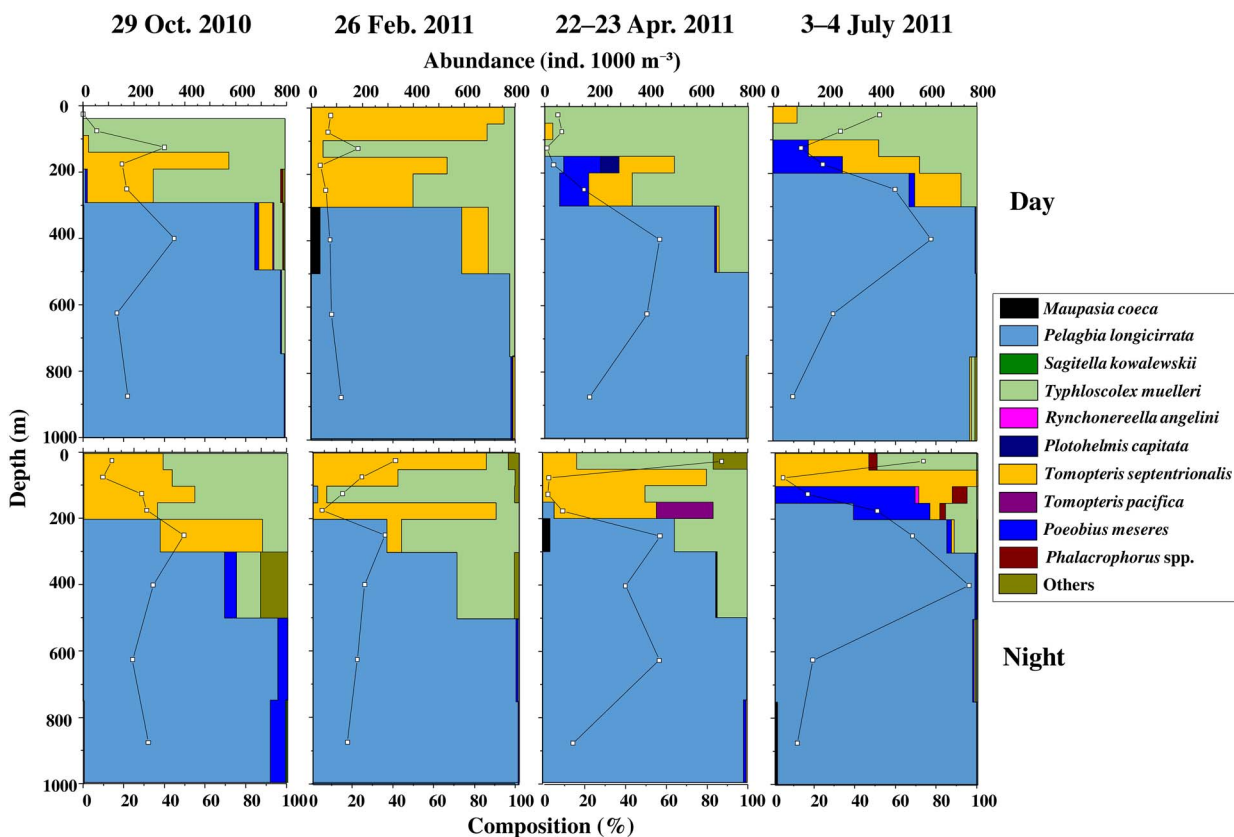 29 Oct. 2010 26 Feb. 2011 22–23 Apr. 2011 3–4 July 2011
Abundance (ind. 1000 m⁻³)
0 200 400 600 800 0 200 400 600 800 0 200 400 600 800 0 200 400 600 800
0
200
400
600
800
1000
Day
Depth (m)
Maupasia coeca
Pelagbia longicirrata
Sagitella kowalewskii
Typhloscolex muelleri
Rynchonereella angelini
Plotohelmis capitata
Tomopteris septentrionalis
Tomopteris pacifica
Poeobius meseres
Phalacrophorus spp.
Others
0
200
400
600
800
1000
Night
0 20 40 60 80 100 0 20 40 60 80 100 0 20 40 60 80 100 20 40 60 80 100
Composition (%)